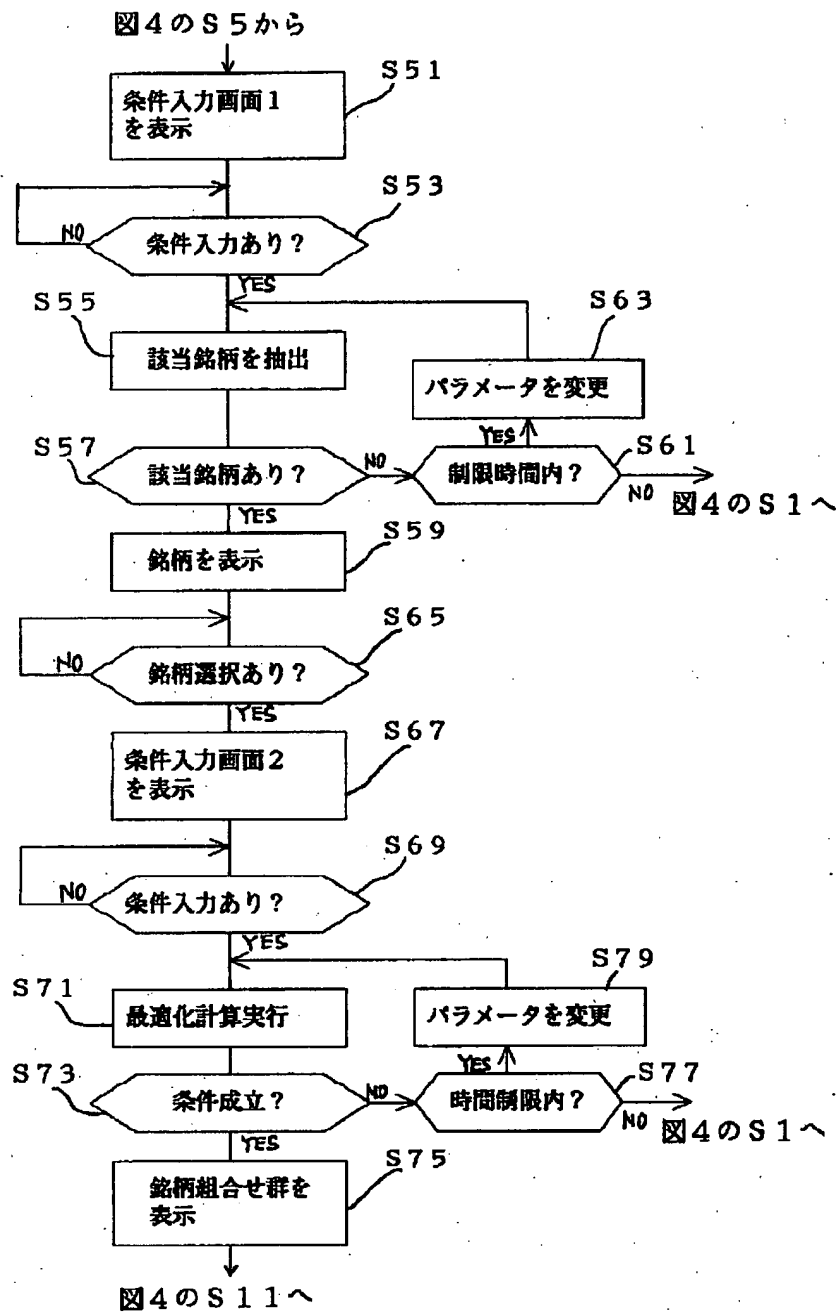 図4のS5から
S51
条件入力画面1
を表示
S53
NO
条件入力あり?
YES
S55
該当銘柄を抽出
S63
パラメータを変更
S57
該当銘柄あり?
NO
YES
制限時間内?
S61
NO
図4のS1へ
YES
S59
銘柄を表示
S65
NO
銘柄選択あり?
YES
S67
条件入力画面2
を表示
S69
NO
条件入力あり?
YES
S71
最適化計算実行
S79
パラメータを変更
S73
条件成立?
NO
YES
時間制限内?
S77
NO
図4のS1へ
YES
S75
銘柄組合せ群を
表示
図4のS11へ